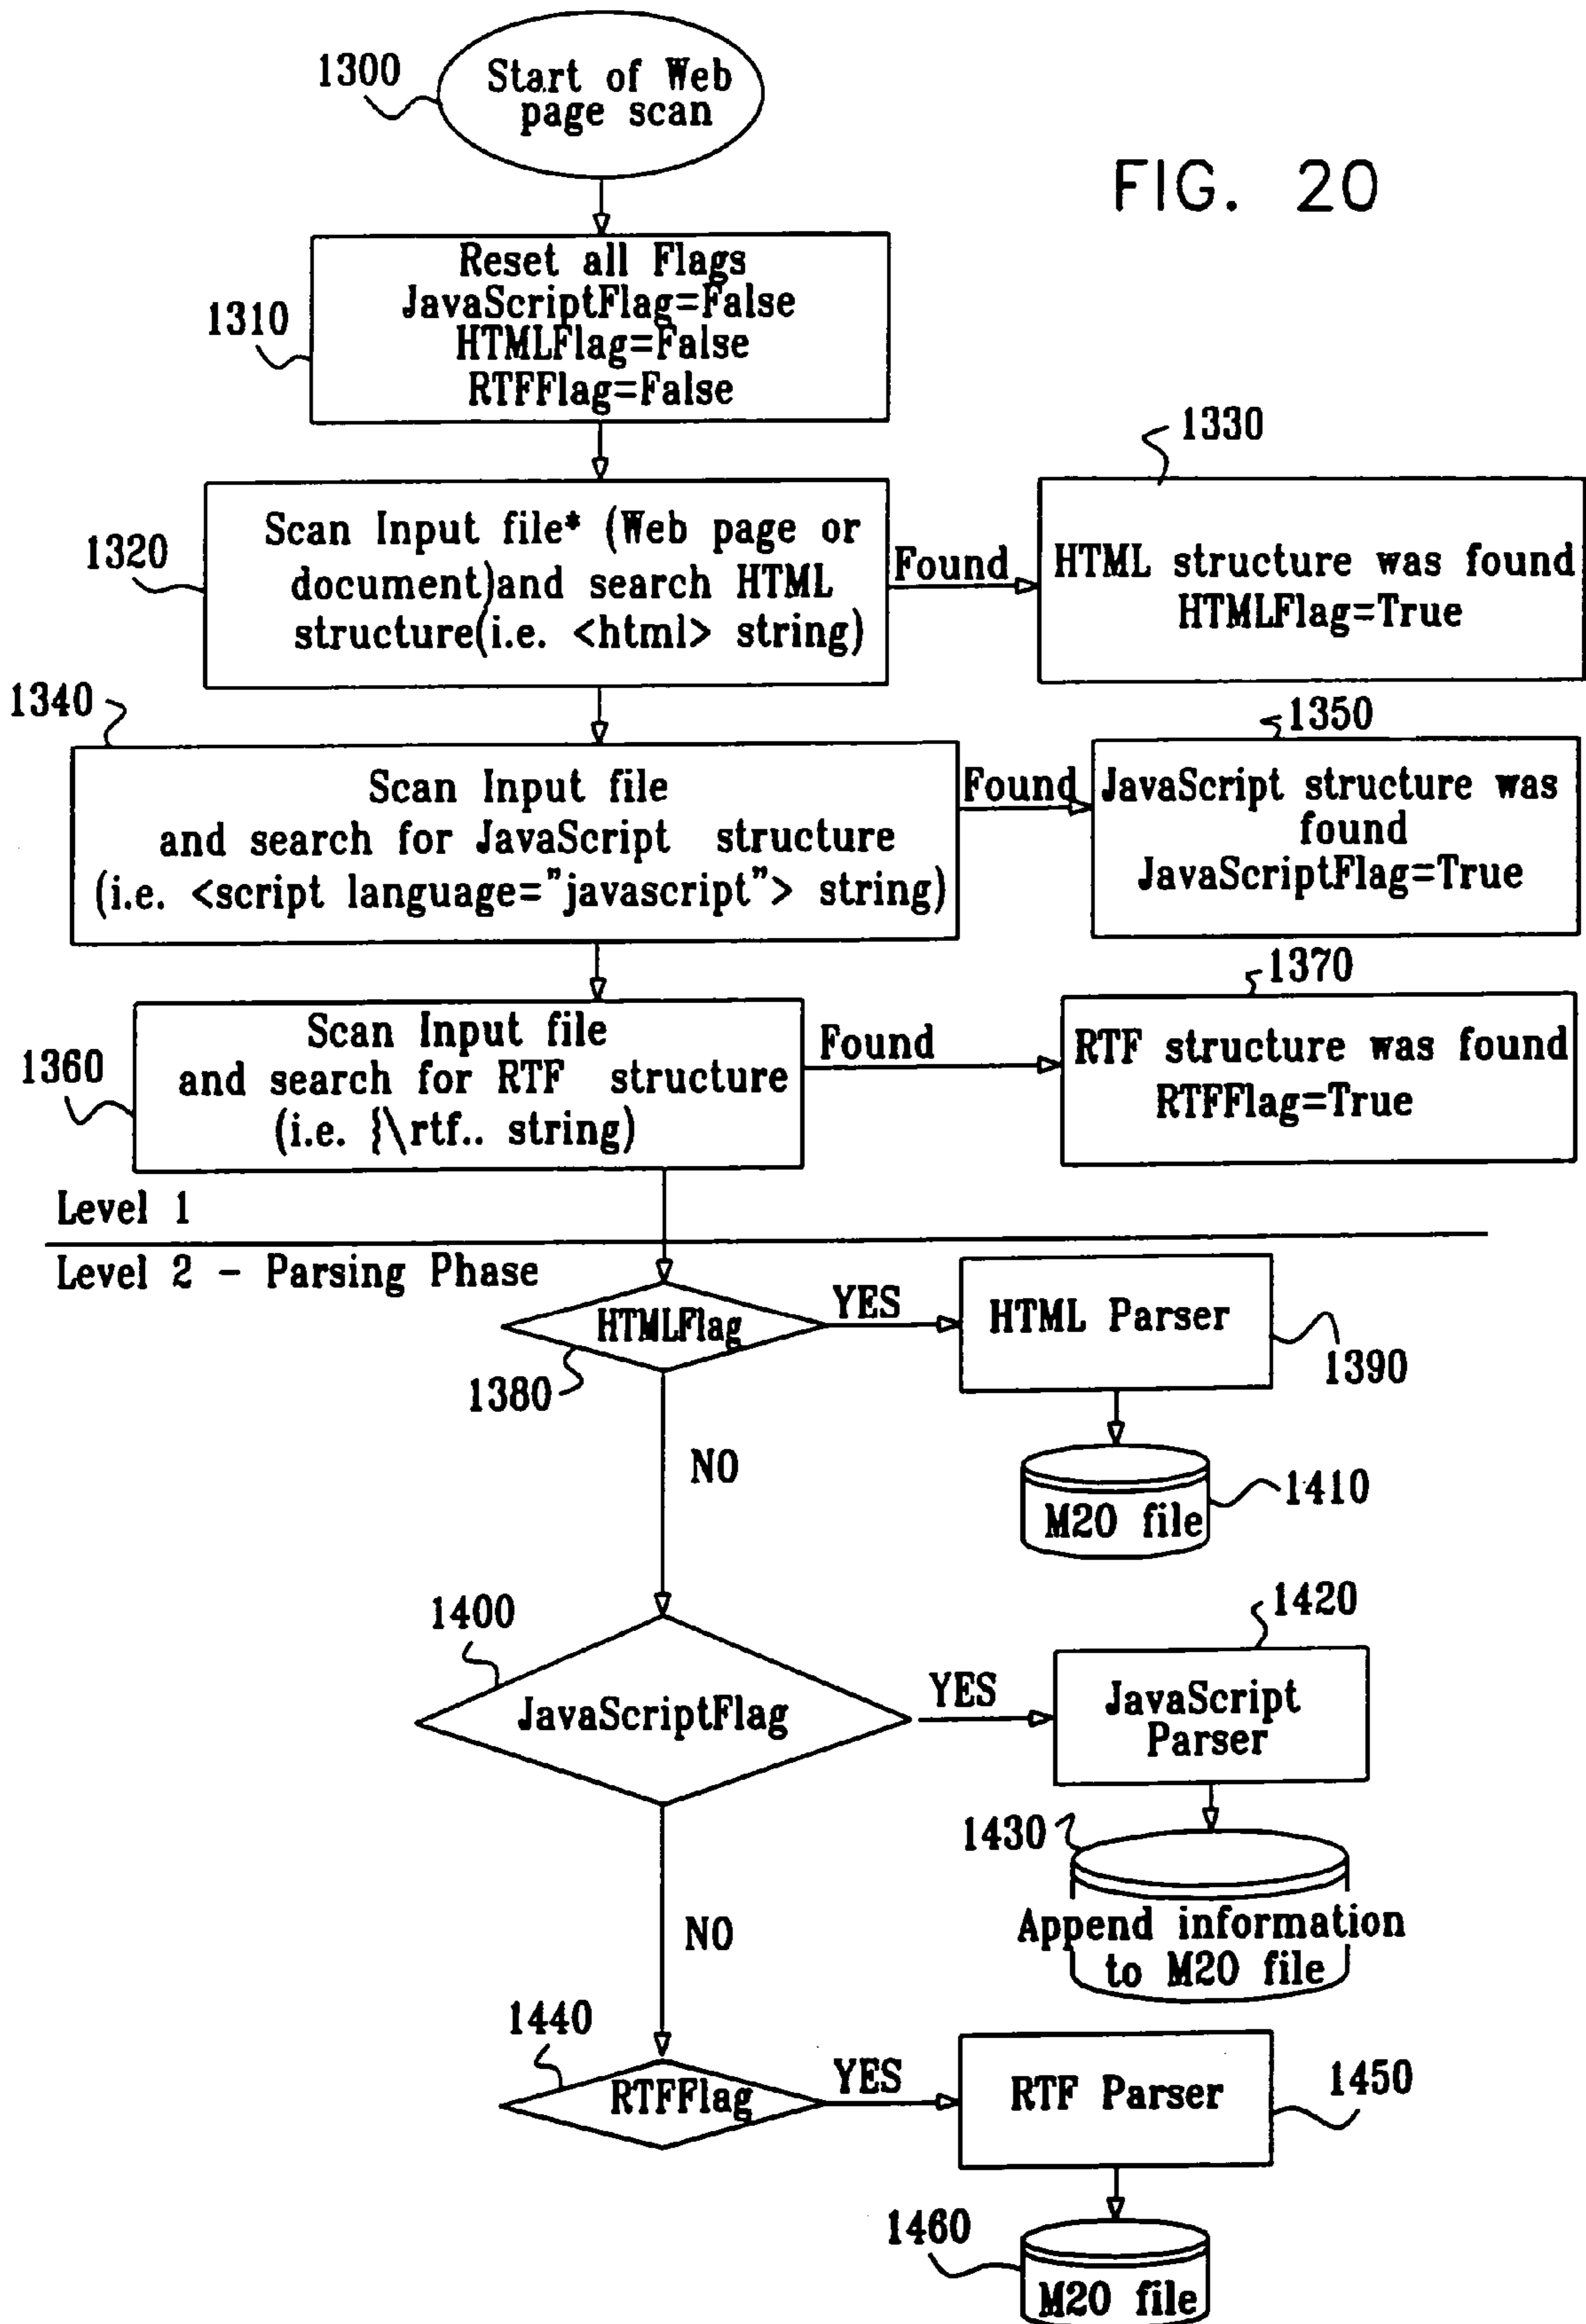 1300
Start of Web
page scan
FIG. 20
1310
Reset all Flags
JavaScriptFlag=False
HTMLFlag=False
RTFFlag=False
1320
Scan Input file* (Web page or
document)and search HTML
structure(i.e. <html> string)
Found
1330
HTML structure was found
HTMLFlag=True
1340
Scan Input file
and search for JavaScript structure
(i.e. <script language="javascript"> string)
Found
1350
JavaScript structure was
found
JavaScriptFlag=True
1360
Scan Input file
and search for RTF structure
(i.e. {\rtf.. string)
Found
1370
RTF structure was found
RTFFlag=True
Level 1
Level 2 - Parsing Phase
HTMLFlag
1380
YES
HTML Parser
1390
NO
M20 file
1410
1400
JavaScriptFlag
YES
1420
JavaScript
Parser
1430
Append information
to M20 file
NO
1440
RTFFlag
YES
RTF Parser
1450
1460
M20 file